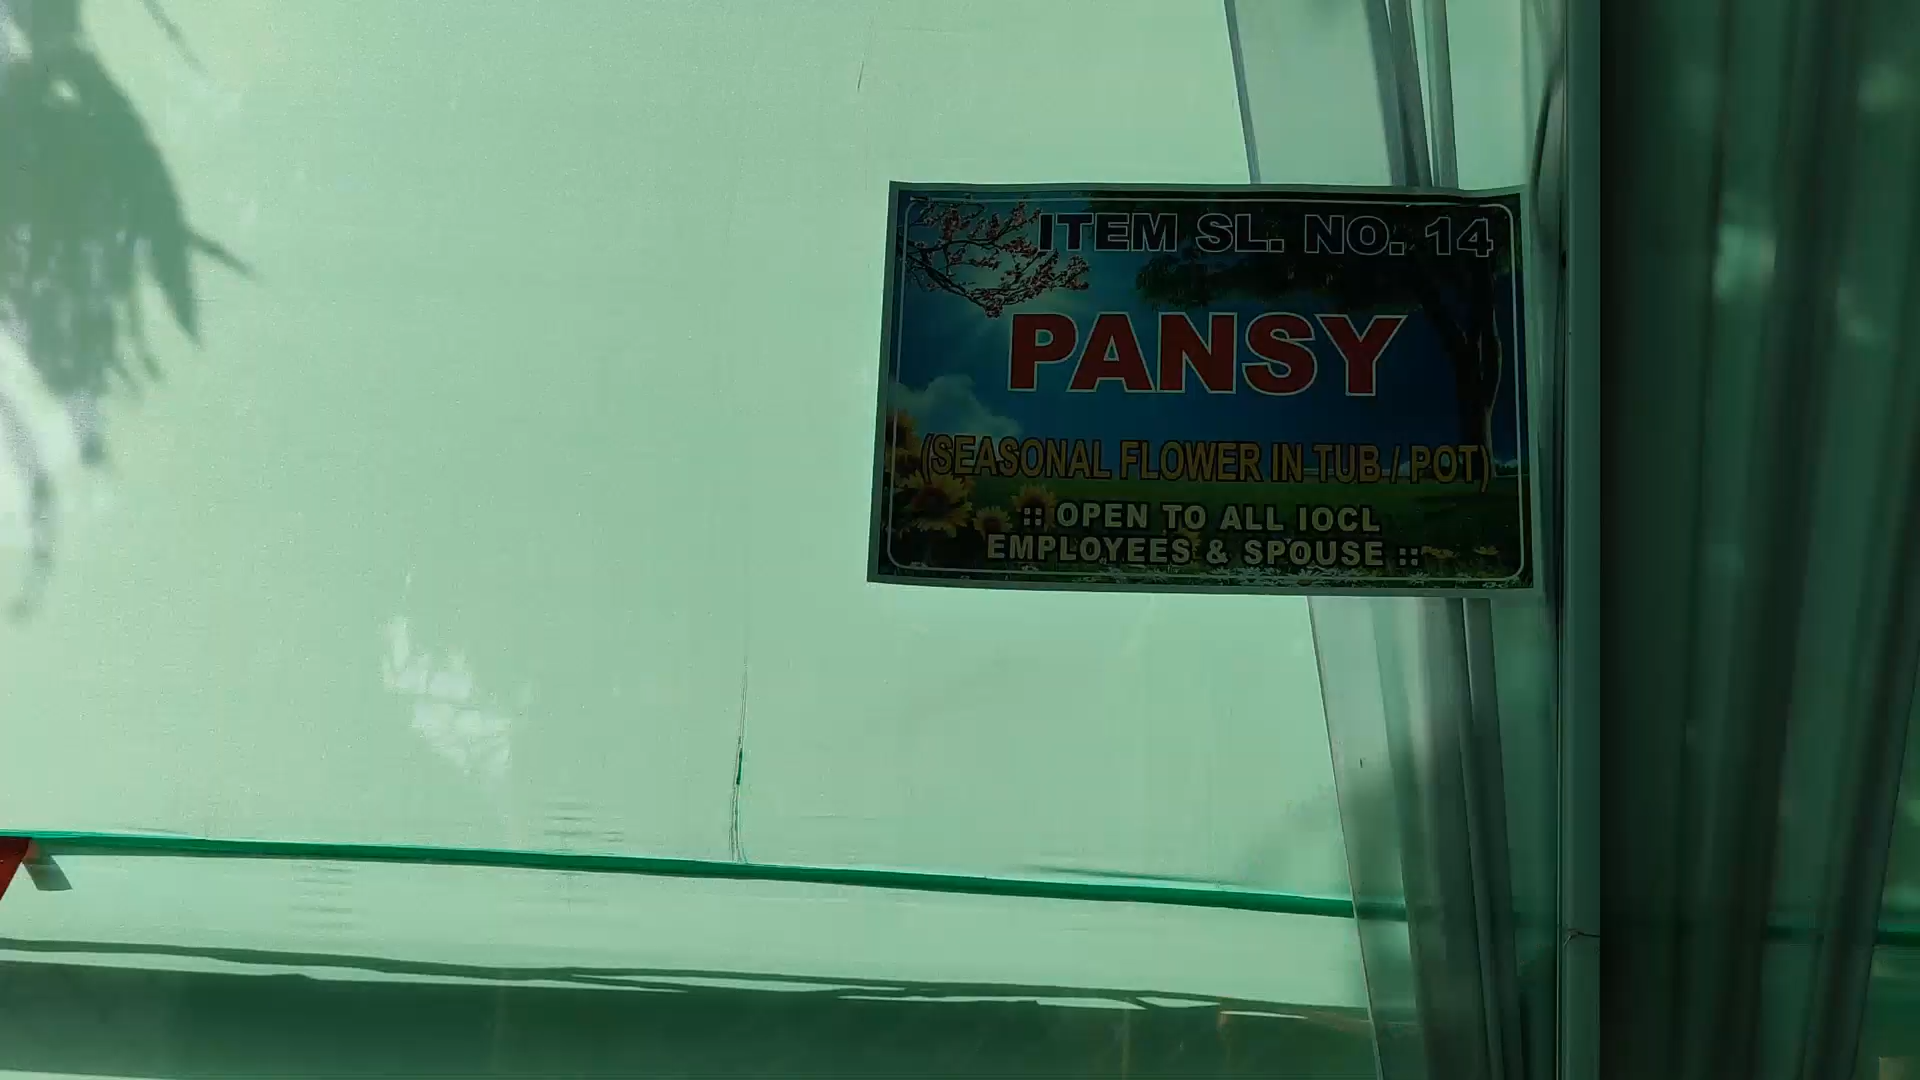 ITEM SL. NO. 14
PANSY
(SEASONAL FLOWER IN TUB / POT)
:: OPEN TO ALL IOCL
EMPLOYEES & SPOUSE ::